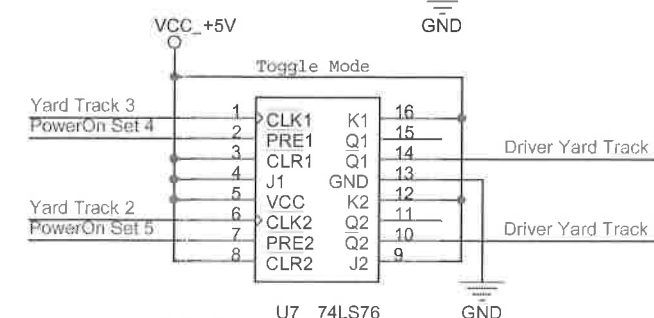 VCC_+5V
GND
Toggle Mode
Yard Track 3
PowerOn Set 4
1 CLK1 K1 16
2 PRE1 Q1 15
3 CLR1 Q1 14
Driver Yard Track
4 J1 GND 13
5 VCC K2 12
Yard Track 2
6 CLK2 Q2 11
PowerOn Set 5
7 PRE2 Q2 10
Driver Yard Track
8 CLR2 J2 9
U7 74LS76
GND